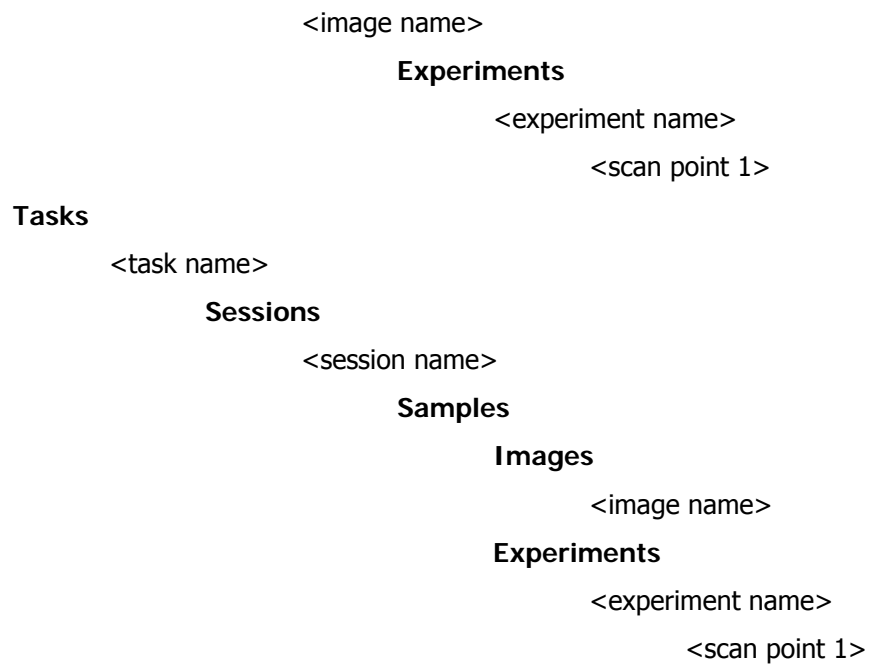 <image name>
Experiments
<experiment name>
<scan point 1>
Tasks
<task name>
Sessions
<session name>
Samples
Images
<image name>
Experiments
<experiment name>
<scan point 1>